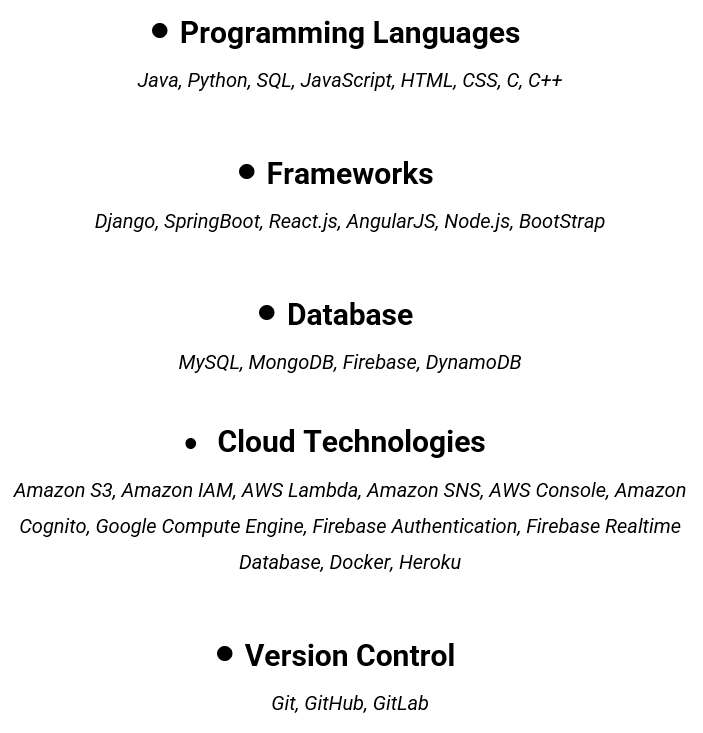 • Programming Languages
Java, Python, SQL, JavaScript, HTML, CSS, C, C++
• Frameworks
Django, SpringBoot, React.js, AngularJS, Node.js, BootStrap
• Database
MySQL, MongoDB, Firebase, DynamoDB
• Cloud Technologies
Amazon S3, Amazon IAM, AWS Lambda, Amazon SNS, AWS Console, Amazon
Cognito, Google Compute Engine, Firebase Authentication, Firebase Realtime
Database, Docker, Heroku
• Version Control
Git, GitHub, GitLab